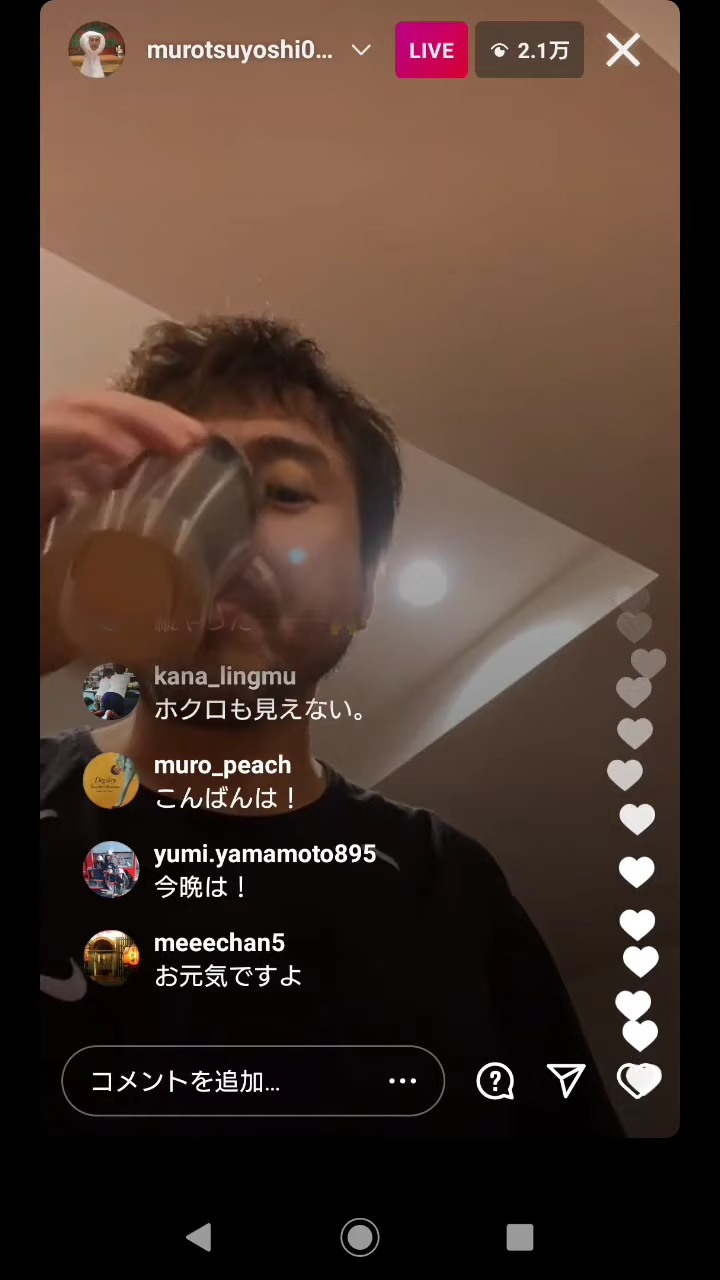 murotsuyoshi0...
LIVE
2.1万
kana_lingmu
ホクロも見えない。
muro_peach
こんばんは！
yumi.yamamoto895
今晩は！
meeechan5
お元気ですよ
コメントを追加...